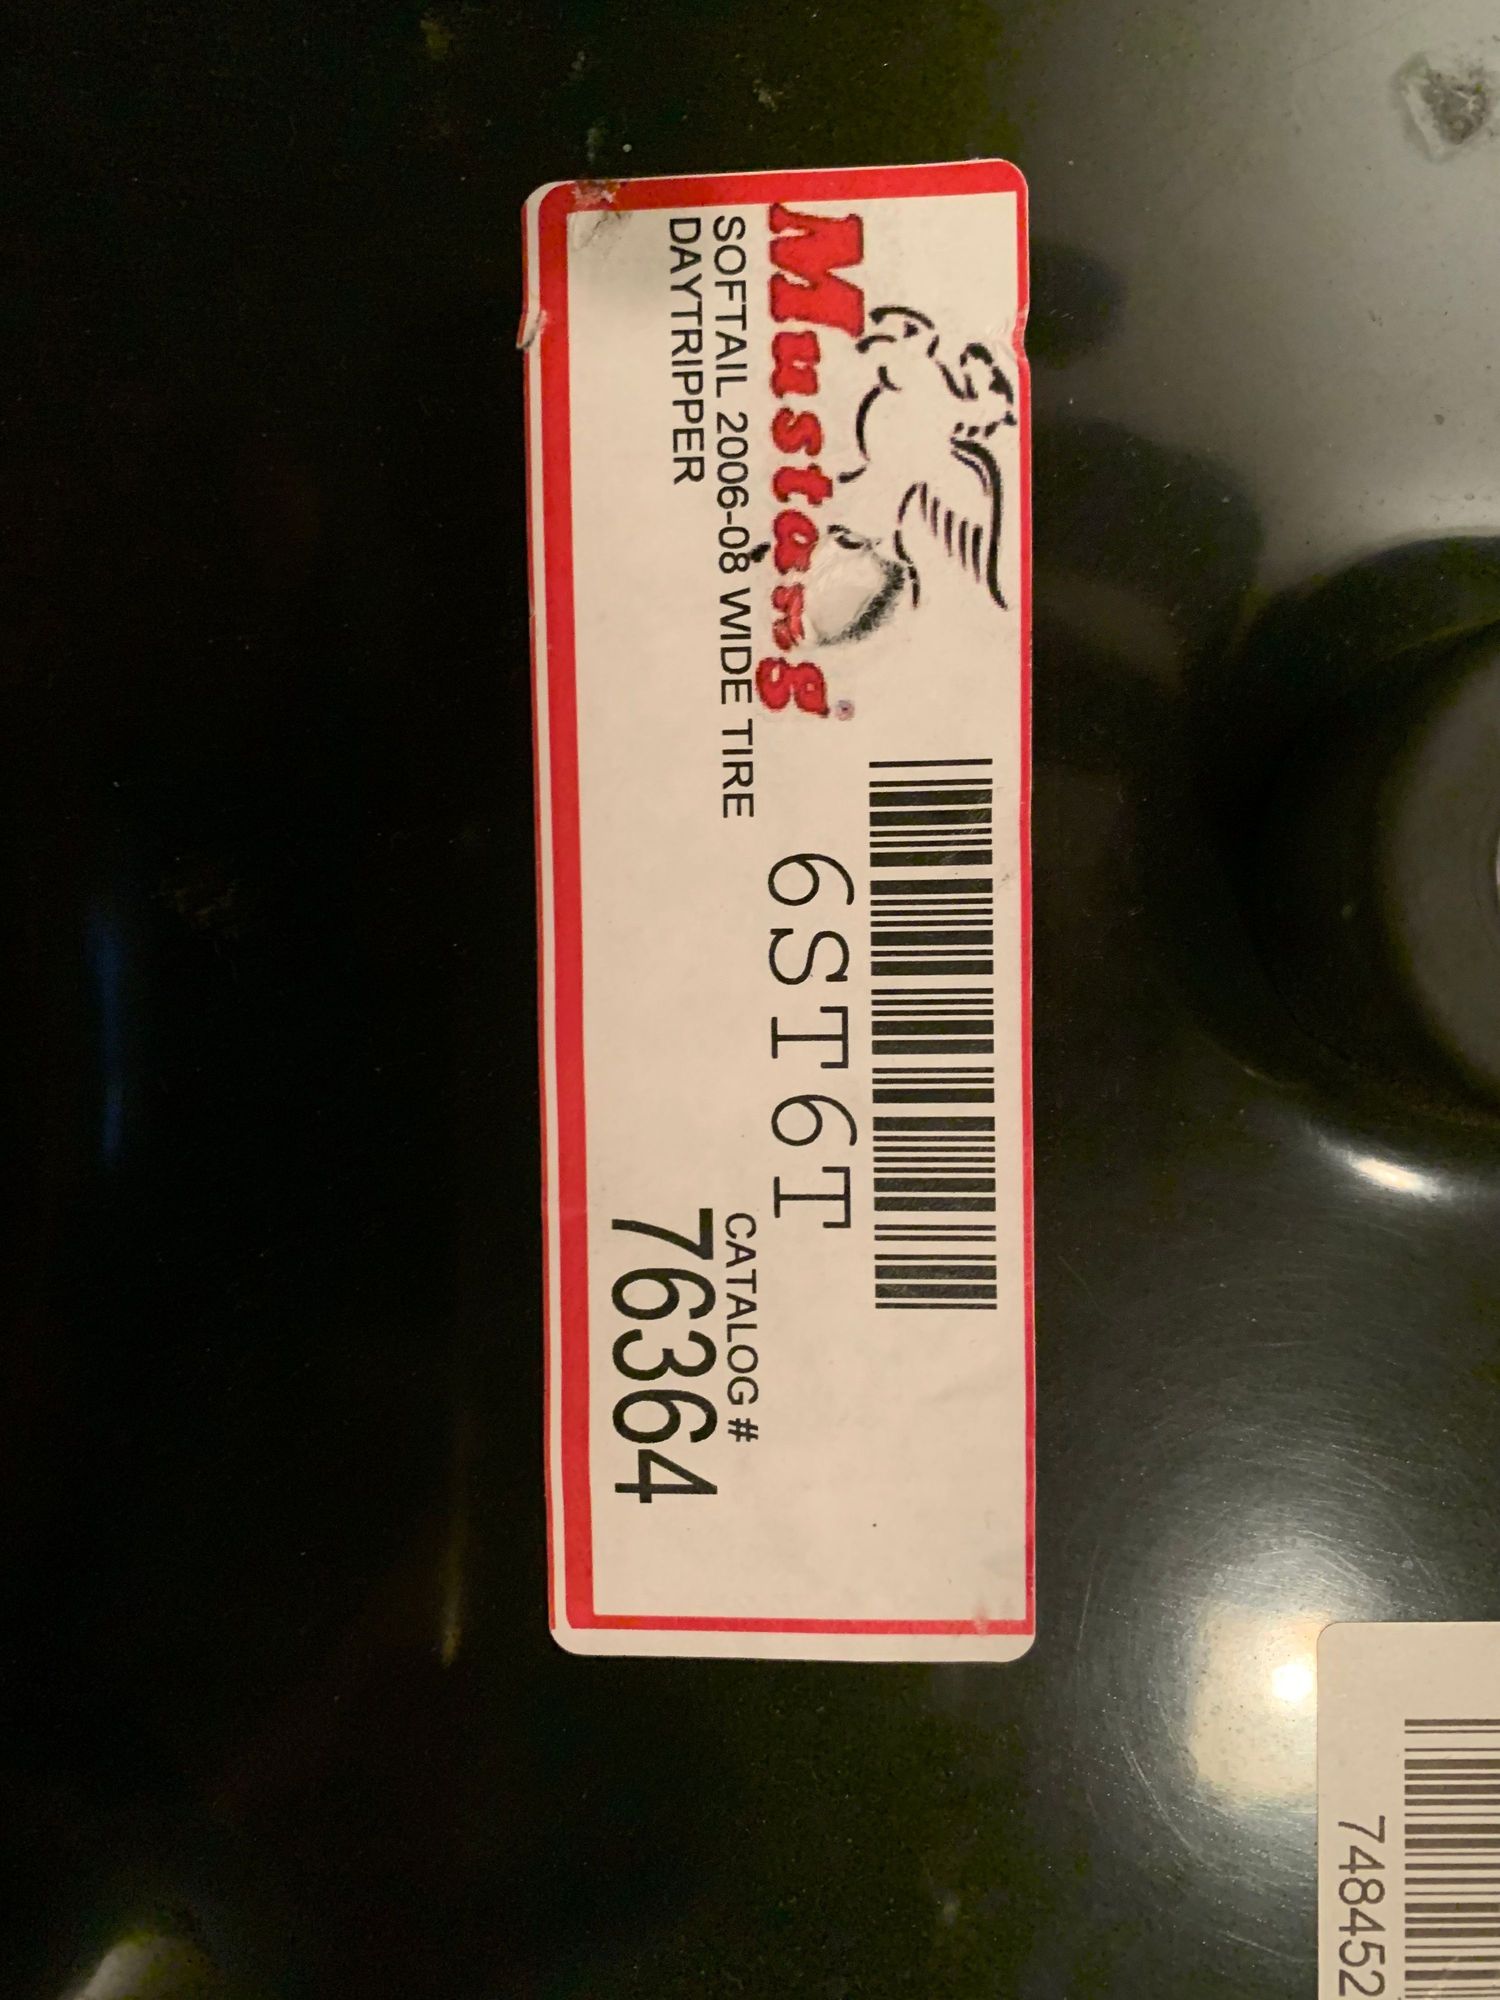 Mustang®
SOFTAIL 2006-08 WIDE TIRE
DAYTRIPPER
6ST6T
CATALOG #
76364
748452